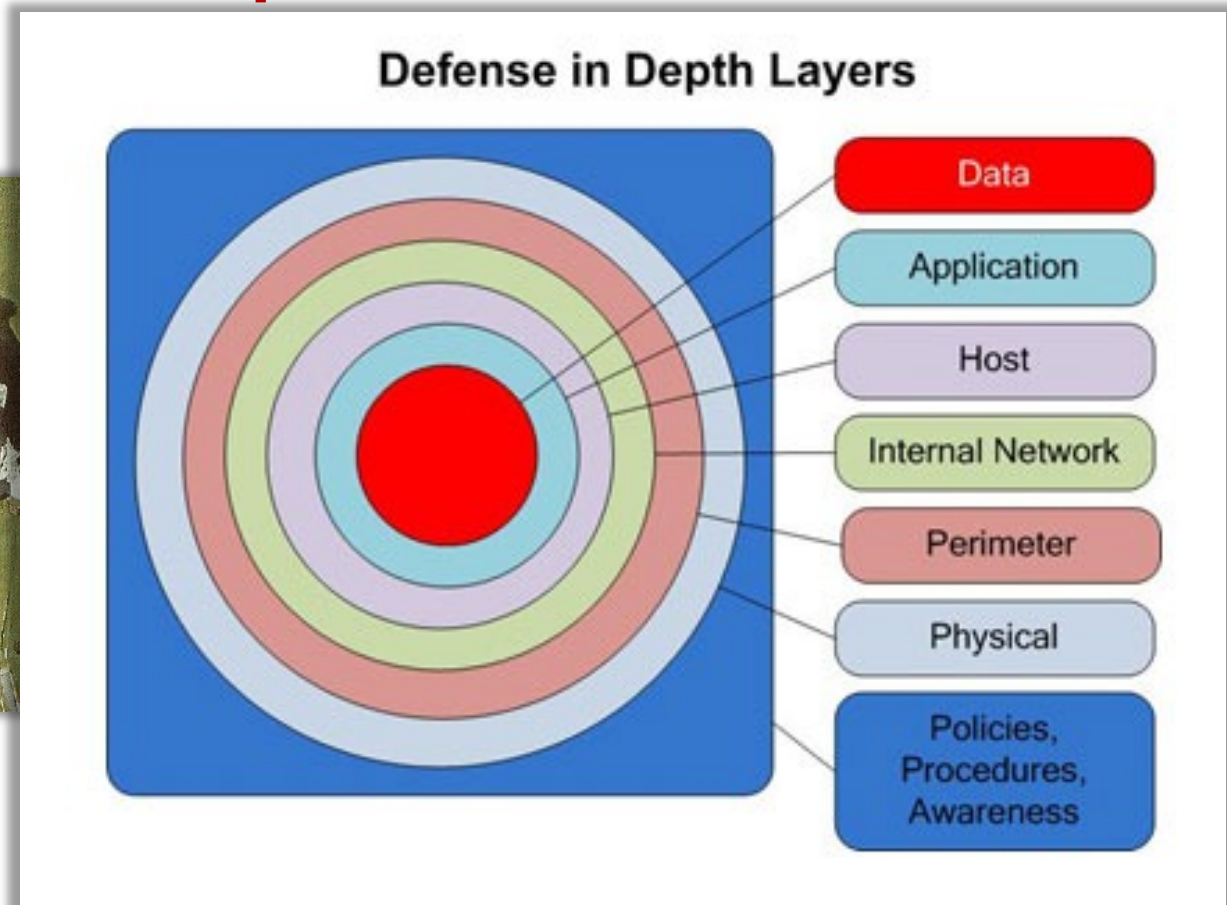 Defense in Depth Layers
Data
Application
Host
Internal Network
Perimeter
Physical
Policies,
Procedures,
Awareness